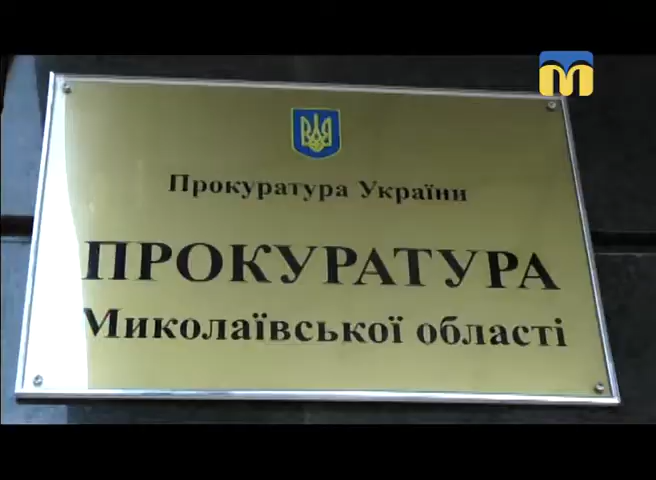 М
Прокуратура України
ПРОКУРАТУРА
Миколаївської області